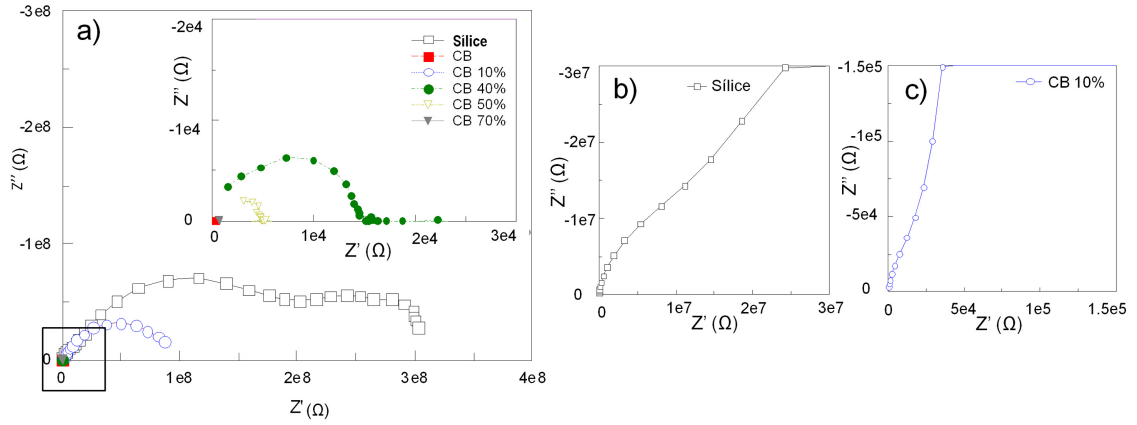 a)
-3e8
-2e8
-1e8
0
Z'' (Ω)
0
1e8
2e8
3e8
4e8
Z' (Ω)
-2e4
-1e4
0
Z'' (Ω)
0
1e4
2e4
3e4
Z' (Ω)
Sílice
CB
CB 10%
CB 40%
CB 50%
CB 70%
b)
Sílice
-3e7
-2e7
-1e7
0
Z'' (Ω)
1e7
2e7
3e7
Z' (Ω)
c)
CB 10%
-1.5e5
-1e5
-5e4
0
Z'' (Ω)
5e4
1e5
1.5e5
Z' (Ω)